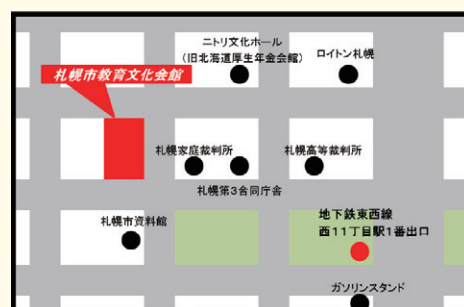 ニトリ文化ホール
(旧北海道厚生年金会館)
ロイトン札幌
札幌市教育文化会館
札幌家庭裁判所
札幌高等裁判所
札幌第3合同庁舎
札幌市資料館
地下鉄東西線
西11丁目駅1番出口
ガソリンスタンド